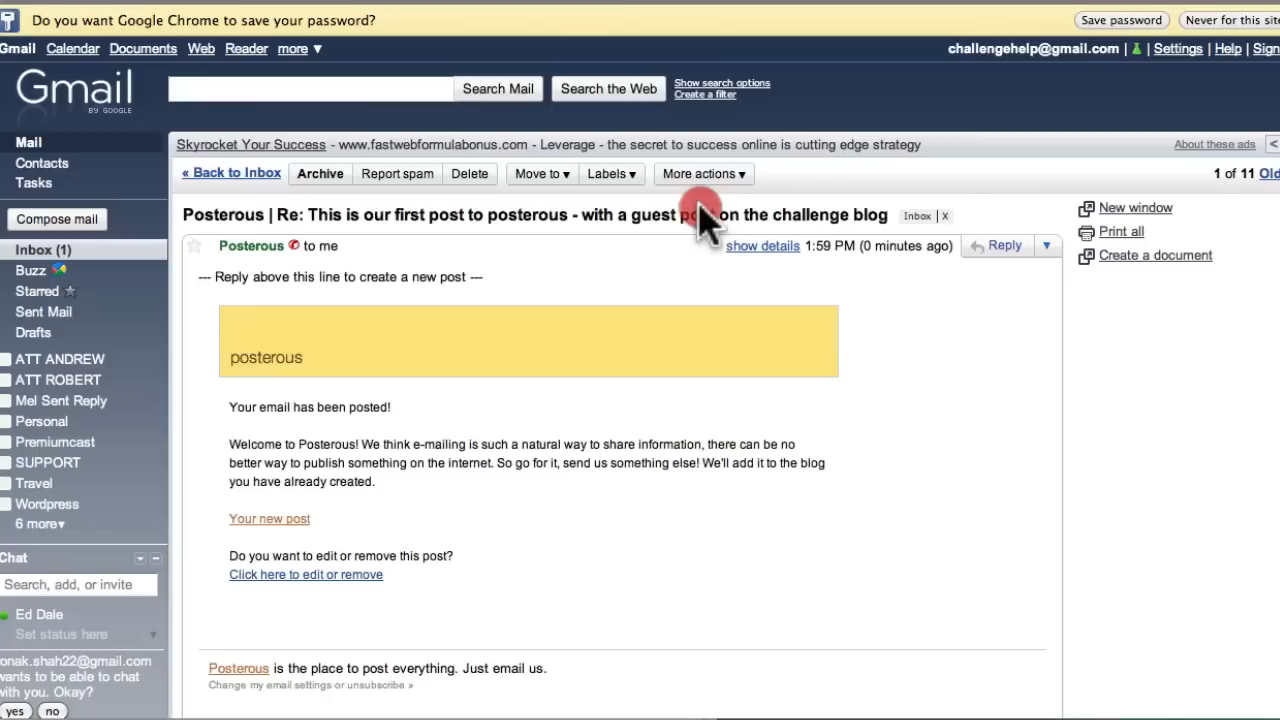 Do you want Google Chrome to save your password? Save password Never for this site
Gmail Calendar Documents Web Reader more ▼ challengehelp@gmail.com | Settings | Help | Sign
Gmail
BY GOOGLE
Search Mail Search the Web Show search options
Create a filter
Mail
Contacts
Tasks
Compose mail
Inbox (1)
Buzz
Starred
Sent Mail
Drafts
ATT ANDREW
ATT ROBERT
Mel Sent Reply
Personal
Premiumcast
SUPPORT
Travel
Wordpress
6 more▼
Chat
Search, add, or invite
Ed Dale
Set status here
onak.shah22@gmail.com
wants to be able to chat
with you. Okay?
yes no
Skyrocket Your Success - www.fastwebformulabonus.com - Leverage - the secret to success online is cutting edge strategy About these ads <
« Back to Inbox Archive Report spam Delete Move to ▼ Labels ▼ More actions ▼ 1 of 11 Old
Posterous | Re: This is our first post to posterous - with a guest on the challenge blog Inbox | X
Posterous to me show details 1:59 PM (0 minutes ago) Reply ▼
--- Reply above this line to create a new post ---
posterous
Your email has been posted!
Welcome to Posterous! We think e-mailing is such a natural way to share information, there can be no
better way to publish something on the internet. So go for it, send us something else! We'll add it to the blog
you have already created.
Your new post
Do you want to edit or remove this post?
Click here to edit or remove
Posterous is the place to post everything. Just email us.
Change my email settings or unsubscribe »
New window
Print all
Create a document